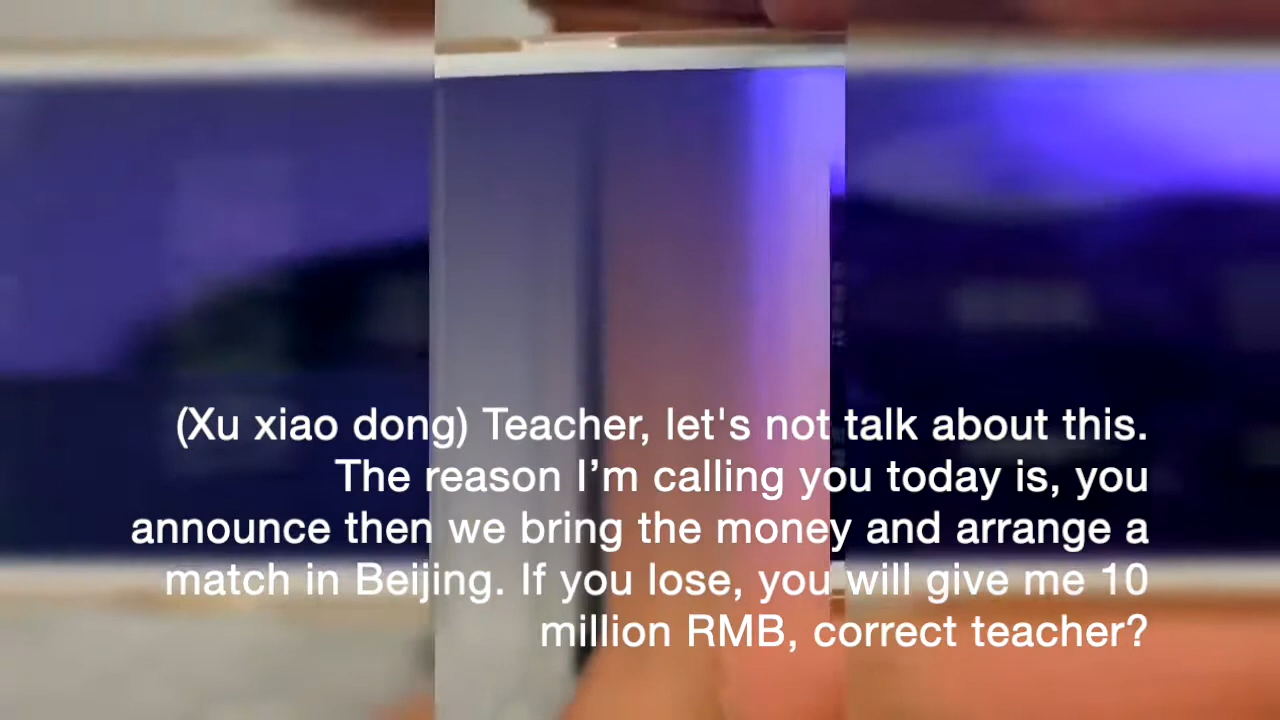 (Xu xiao dong) Teacher, let's not talk about this.
The reason I’m calling you today is, you
announce then we bring the money and arrange a
match in Beijing. If you lose, you will give me 10
million RMB, correct teacher?